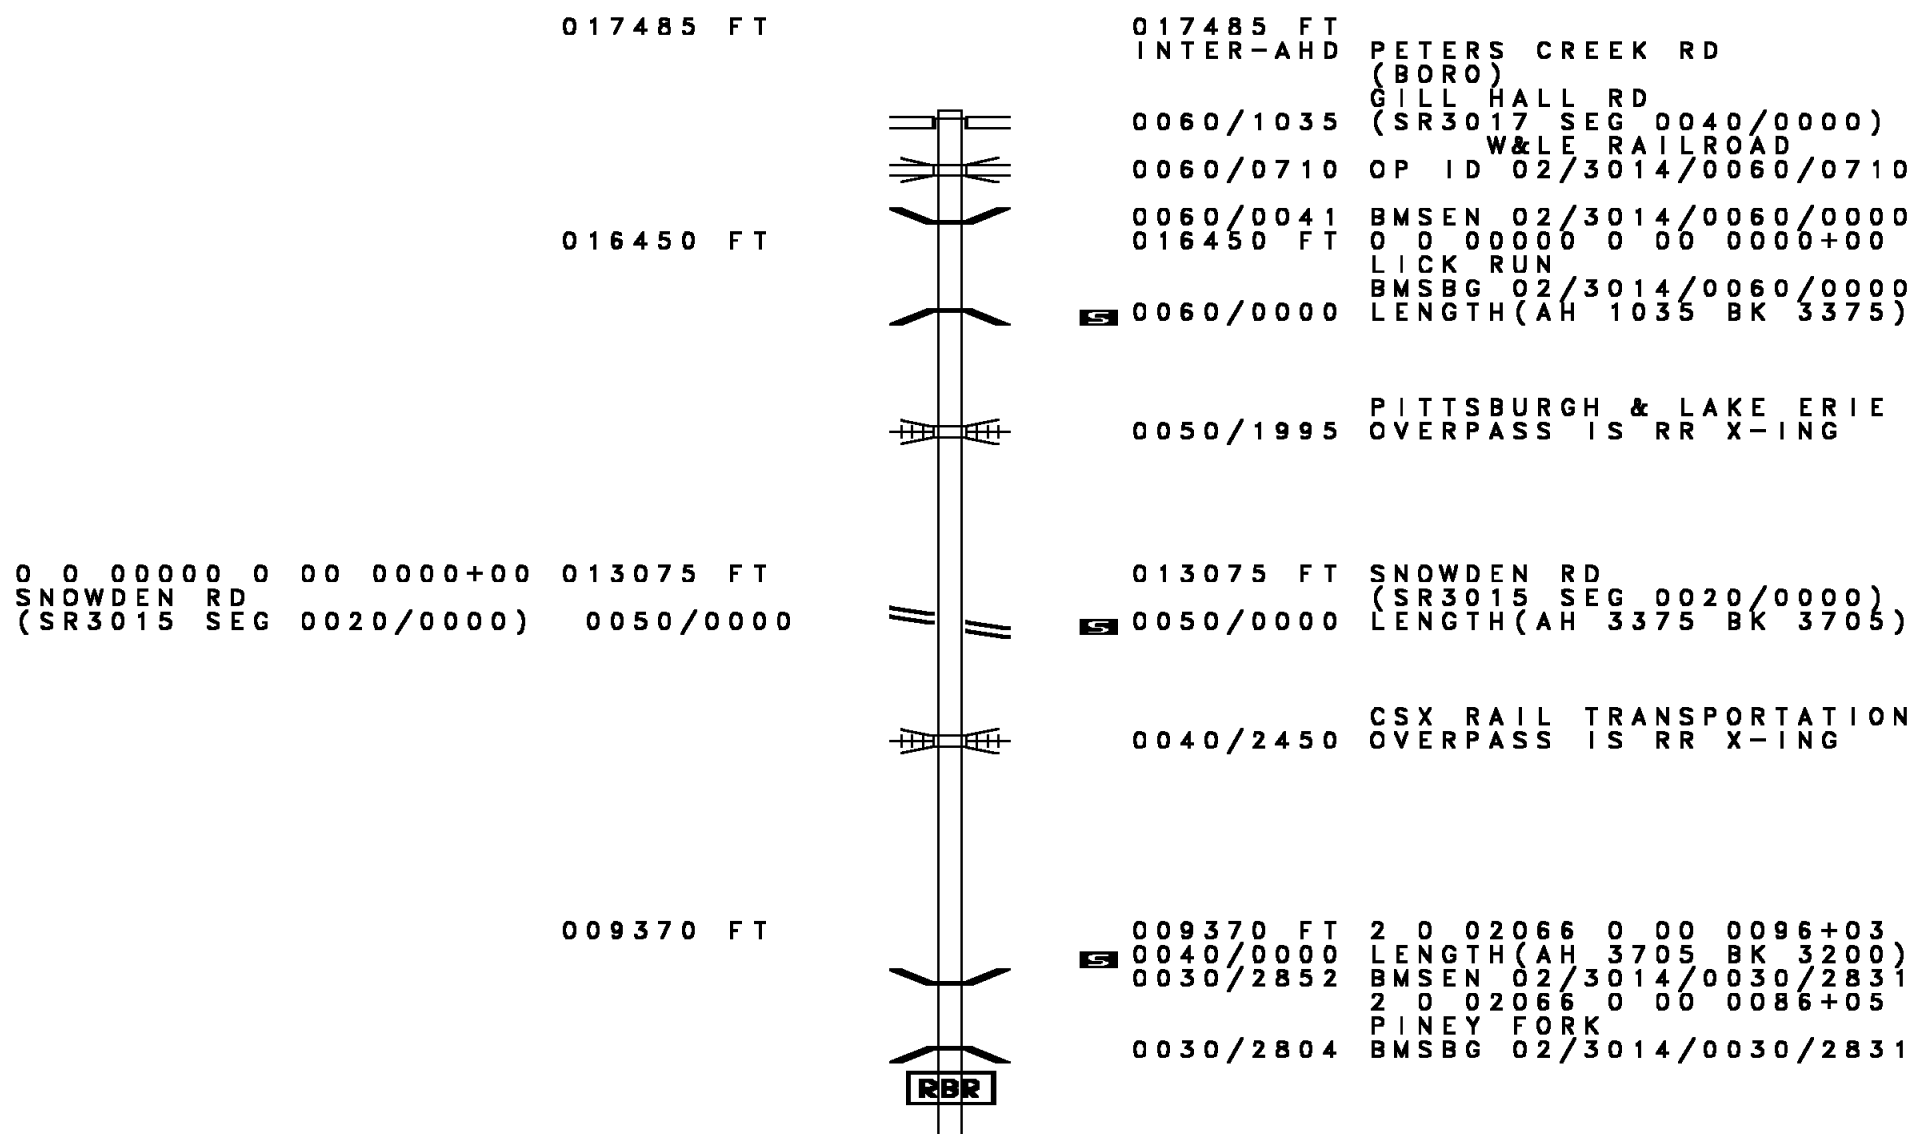 017485 FT 017485 FT
INTER-AHD PETERS CREEK RD
(BORO)
GILL HALL RD
0060/1035 (SR3017 SEG 0040/0000)
W&LE RAILROAD
0060/0710 OP ID 02/3014/0060/0710
0060/0041 BMSEN 02/3014/0060/0000
016450 FT 016450 FT 0 0 00000 0 00 0000+00
LICK RUN
BMSBG 02/3014/0060/0000
S 0060/0000 LENGTH(AH 1035 BK 3375)
PITTSBURGH & LAKE ERIE
0050/1995 OVERPASS IS RR X-ING
0 0 00000 0 00 0000+00 013075 FT 013075 FT SNOWDEN RD
SNOWDEN RD (SR3015 SEG 0020/0000)
(SR3015 SEG 0020/0000) 0050/0000 S 0050/0000 LENGTH(AH 3375 BK 3705)
CSX RAIL TRANSPORTATION
0040/2450 OVERPASS IS RR X-ING
009370 FT 009370 FT 2 0 02066 0 00 0096+03
S 0040/0000 LENGTH(AH 3705 BK 3200)
0030/2852 BMSEN 02/3014/0030/2831
2 0 02066 0 00 0086+05
PINEY FORK
0030/2804 BMSBG 02/3014/0030/2831
RBR